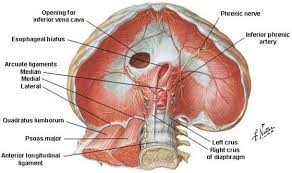 Opening for
inferior vena cava
Esophageal hiatus
Arcuate ligaments
Median
Medial
Lateral
Quadratus lumborum
Psoas major
Anterior longitudinal
ligament
Phrenic nerve
Inferior phrenic
artery
Left crus
Right crus
of diaphragm